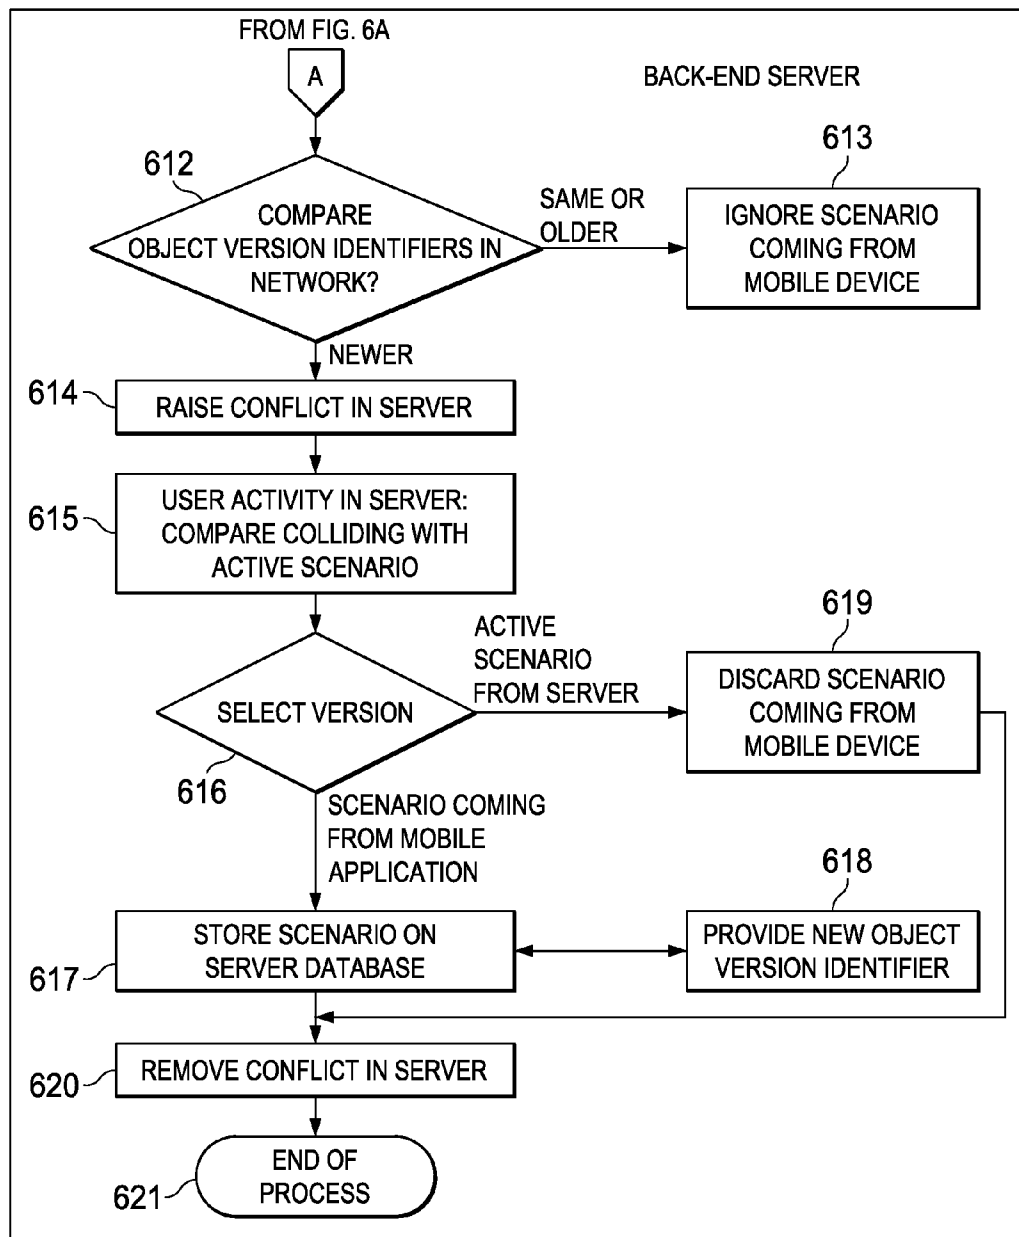 FROM FIG. 6A
A
BACK-END SERVER
612
COMPARE
OBJECT VERSION IDENTIFIERS IN
NETWORK?
SAME OR
OLDER
613
IGNORE SCENARIO
COMING FROM
MOBILE DEVICE
NEWER
614
RAISE CONFLICT IN SERVER
615
USER ACTIVITY IN SERVER:
COMPARE COLLIDING WITH
ACTIVE SCENARIO
616
SELECT VERSION
ACTIVE
SCENARIO
FROM SERVER
619
DISCARD SCENARIO
COMING FROM
MOBILE DEVICE
SCENARIO COMING
FROM MOBILE
APPLICATION
617
STORE SCENARIO ON
SERVER DATABASE
618
PROVIDE NEW OBJECT
VERSION IDENTIFIER
620
REMOVE CONFLICT IN SERVER
621
END OF
PROCESS